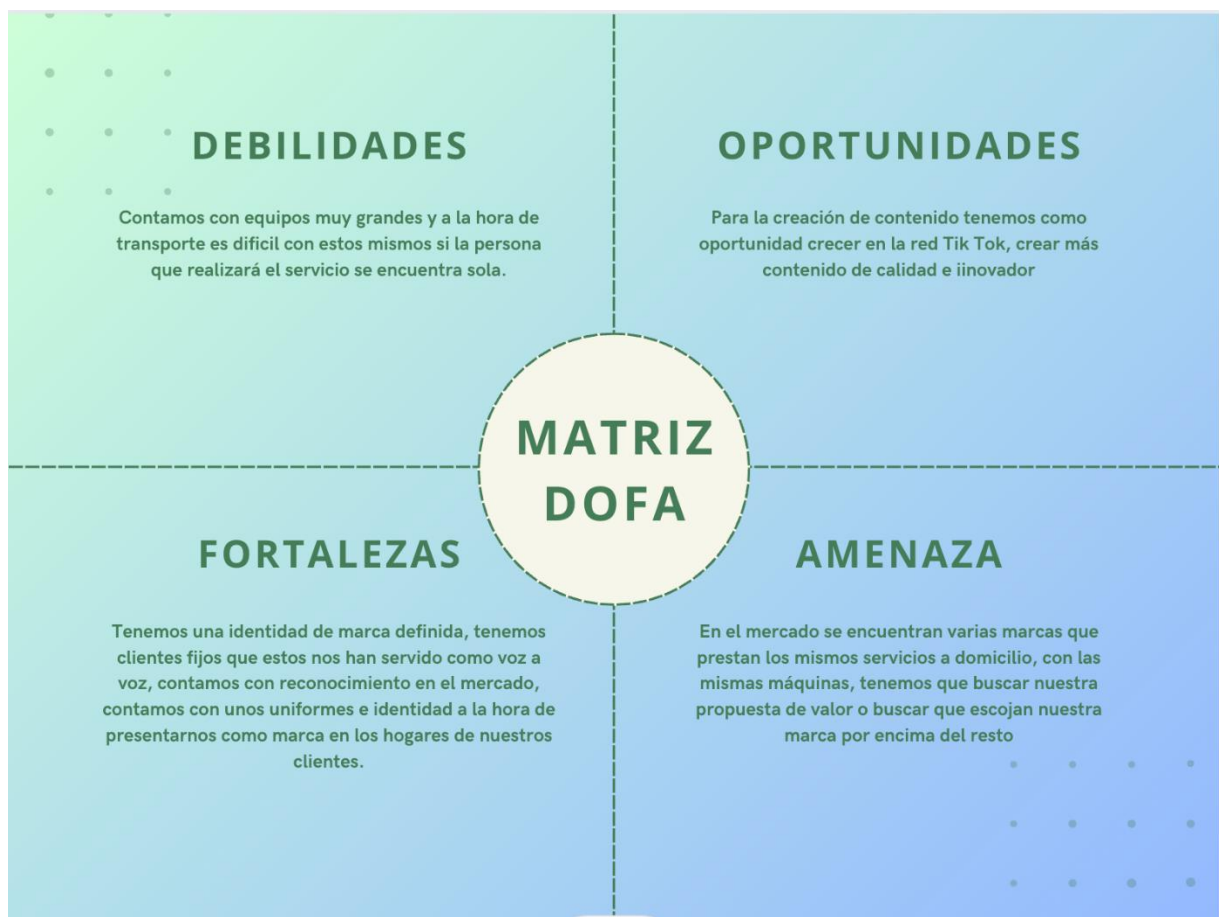 DEBILIDADES
Contamos con equipos muy grandes y a la hora de
transporte es dificil con estos mismos si la persona
que realizará el servicio se encuentra sola.
OPORTUNIDADES
Para la creación de contenido tenemos como
oportunidad crecer en la red Tik Tok, crear más
contenido de calidad e iinovador
MATRIZ
DOFA
FORTALEZAS
Tenemos una identidad de marca definida, tenemos
clientes fijos que estos nos han servido como voz a
voz, contamos con reconocimiento en el mercado,
contamos con unos uniformes e identidad a la hora de
presentarnos como marca en los hogares de nuestros
clientes.
AMENAZA
En el mercado se encuentran varias marcas que
prestan los mismos servicios a domicilio, con las
mismas máquinas, tenemos que buscar nuestra
propuesta de valor o buscar que escojan nuestra
marca por encima del resto